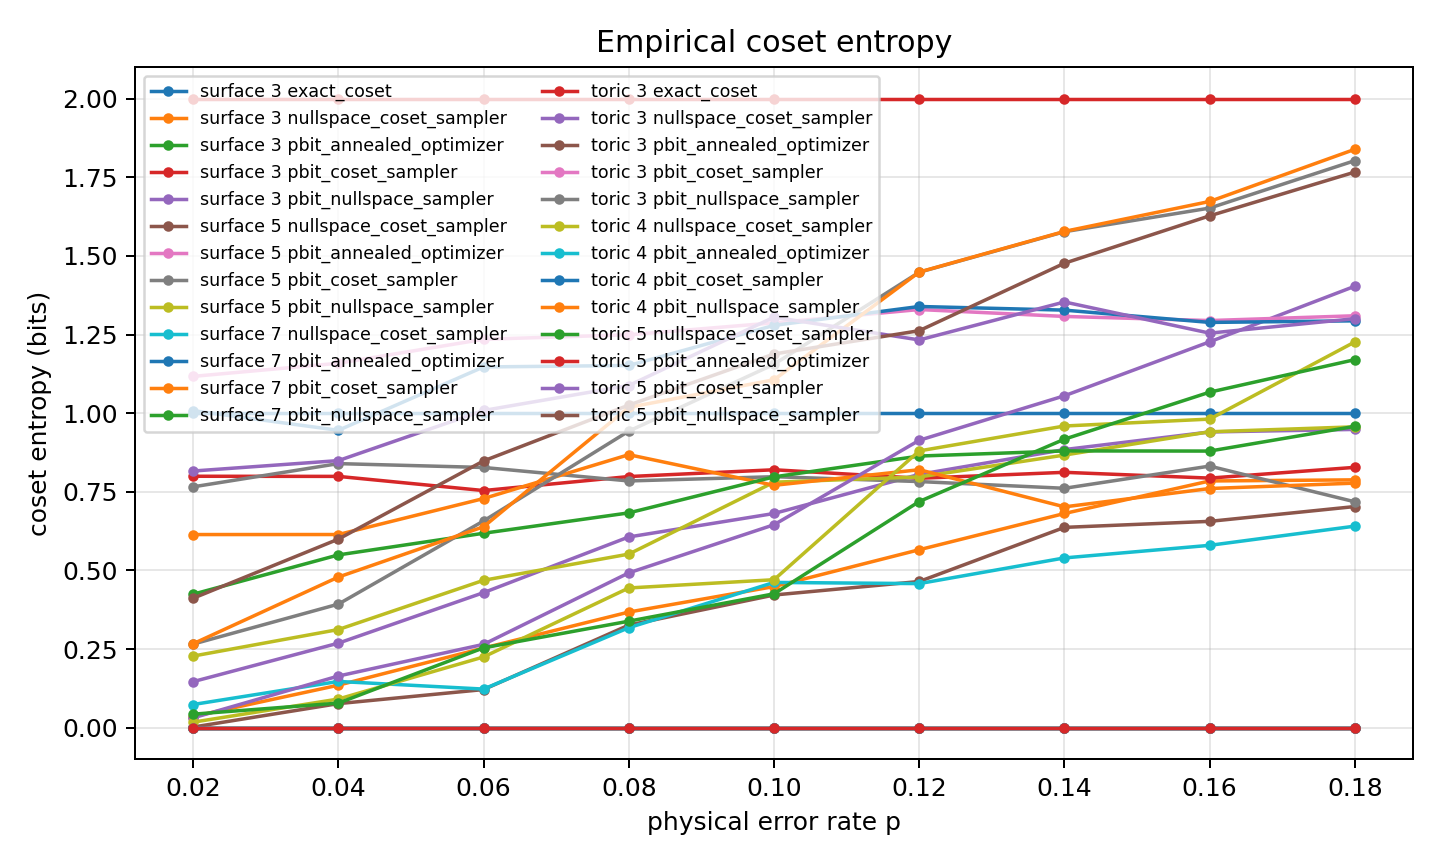 Empirical coset entropy
surface 3 exact_coset
surface 3 nullspace_coset_sampler
surface 3 pbit_annealed_optimizer
surface 3 pbit_coset_sampler
surface 3 pbit_nullspace_sampler
surface 5 nullspace_coset_sampler
surface 5 pbit_annealed_optimizer
surface 5 pbit_coset_sampler
surface 5 pbit_nullspace_sampler
surface 7 nullspace_coset_sampler
surface 7 pbit_annealed_optimizer
surface 7 pbit_coset_sampler
surface 7 pbit_nullspace_sampler
toric 3 exact_coset
toric 3 nullspace_coset_sampler
toric 3 pbit_annealed_optimizer
toric 3 pbit_coset_sampler
toric 3 pbit_nullspace_sampler
toric 4 nullspace_coset_sampler
toric 4 pbit_annealed_optimizer
toric 4 pbit_coset_sampler
toric 4 pbit_nullspace_sampler
toric 5 nullspace_coset_sampler
toric 5 pbit_annealed_optimizer
toric 5 pbit_coset_sampler
toric 5 pbit_nullspace_sampler
coset entropy (bits)
2.00
1.75
1.50
1.25
1.00
0.75
0.50
0.25
0.00
0.02 0.04 0.06 0.08 0.10 0.12 0.14 0.16 0.18
physical error rate p